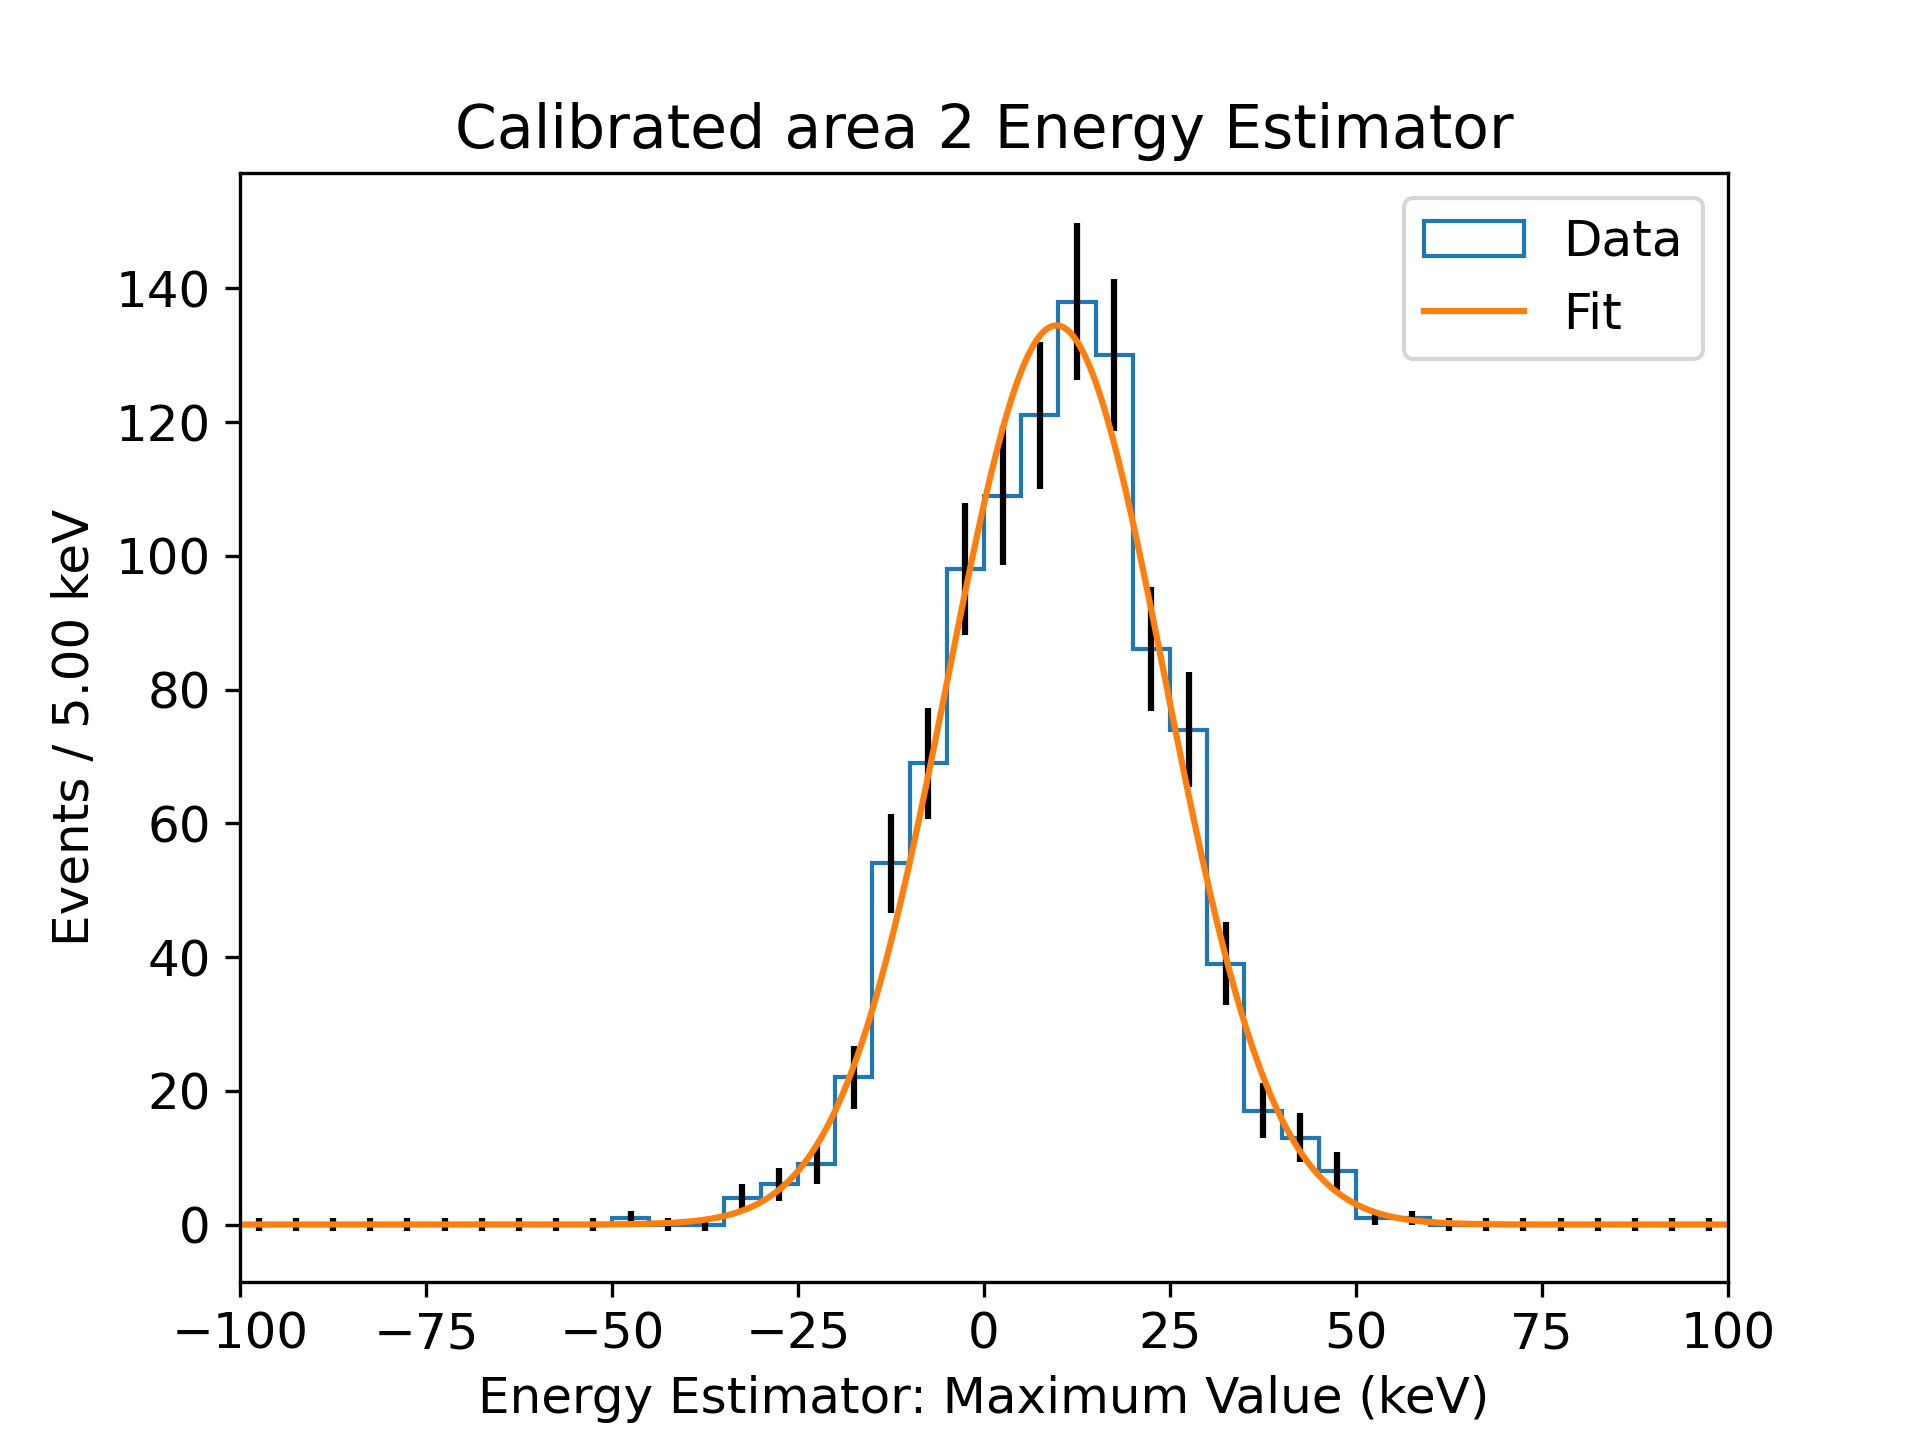 Calibrated area 2 Energy Estimator
Data
Fit
Events / 5.00 keV
140
120
100
80
60
40
20
0
−100 −75 −50 −25 0 25 50 75 100
Energy Estimator: Maximum Value (keV)